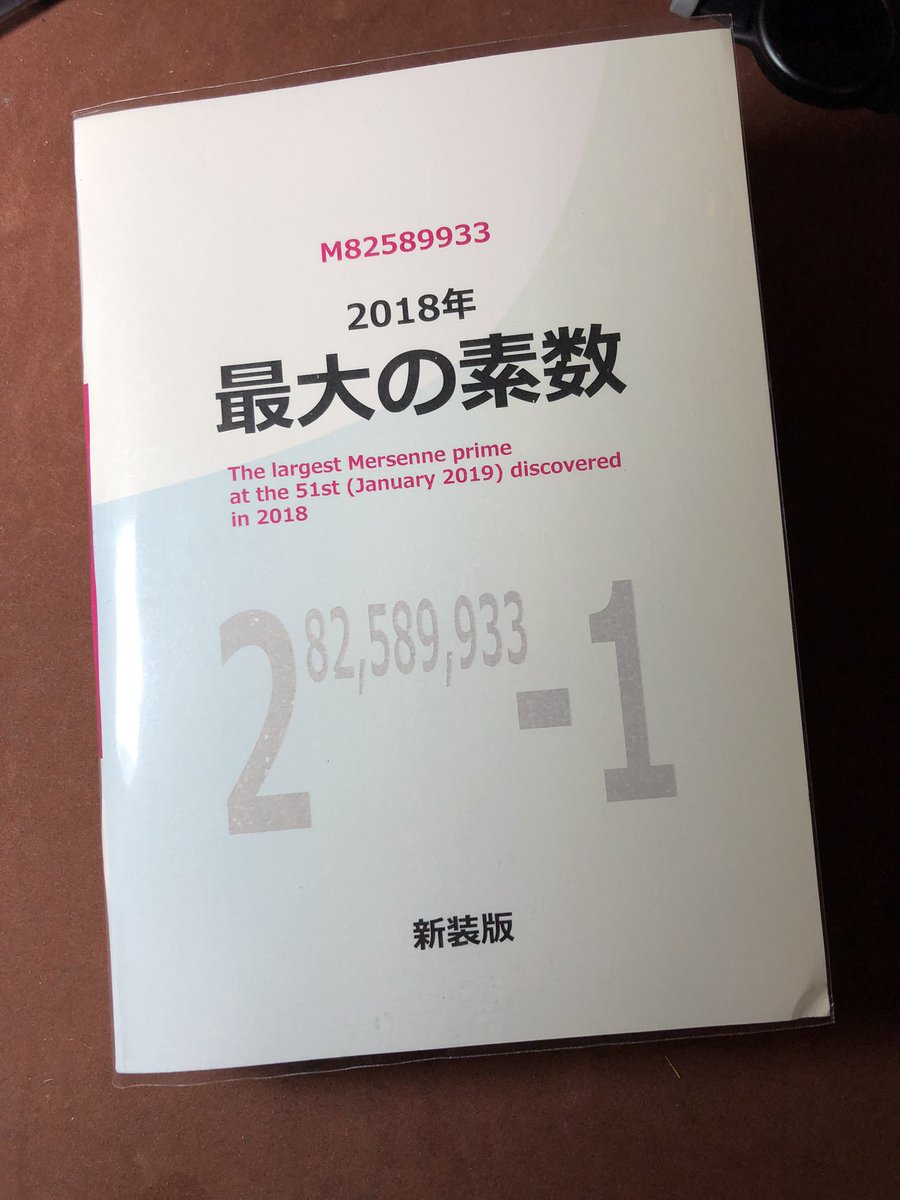 M82589933
2018年
最大の素数
The largest Mersenne prime
at the 51st (January 2019) discovered
in 2018
2^82,589,933-1
新装版